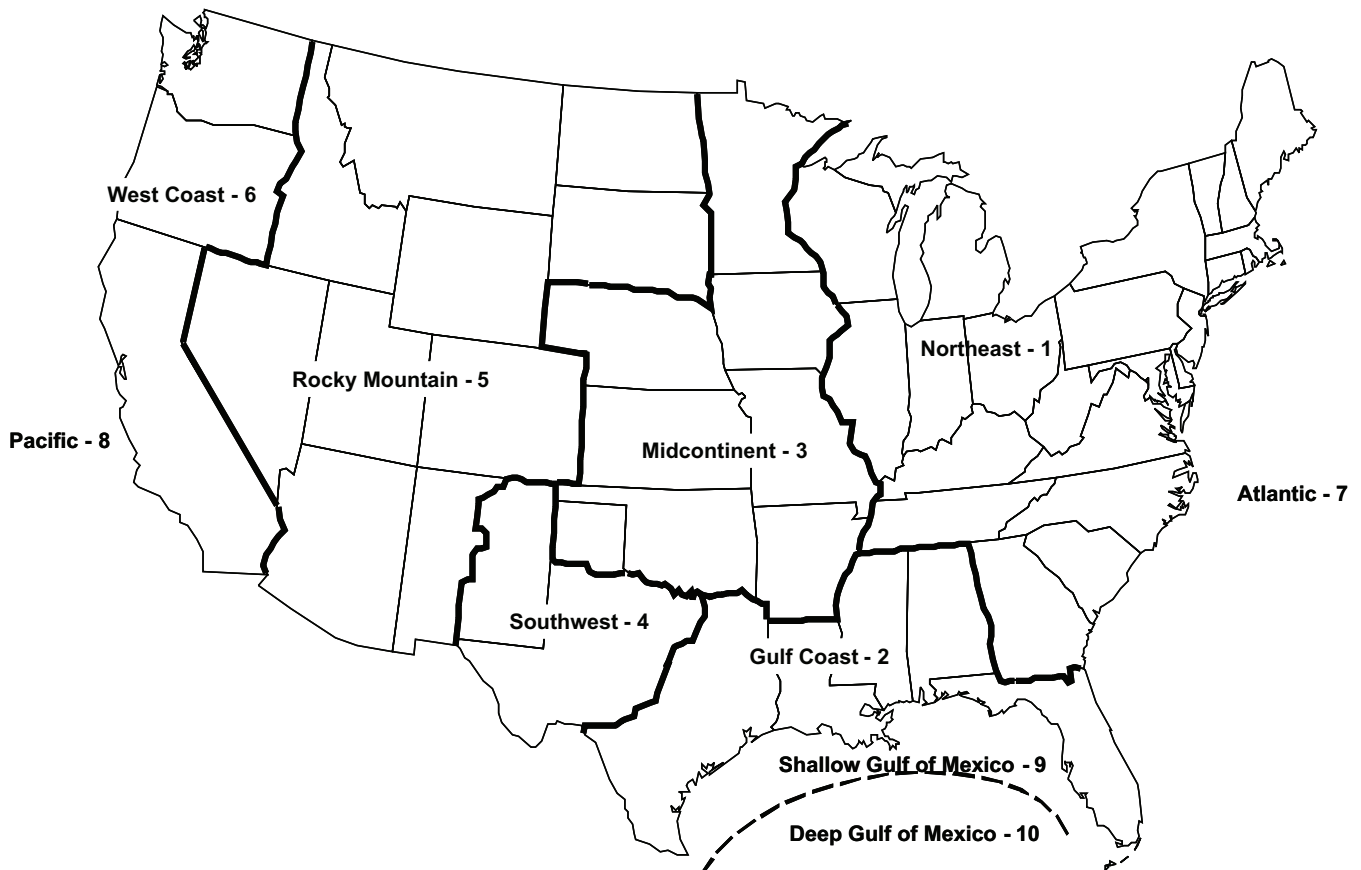 West Coast - 6
Northeast - 1
Rocky Mountain - 5
Pacific - 8
Midcontinent - 3
Atlantic - 7
Southwest - 4
Gulf Coast - 2
Shallow Gulf of Mexico - 9
Deep Gulf of Mexico - 10